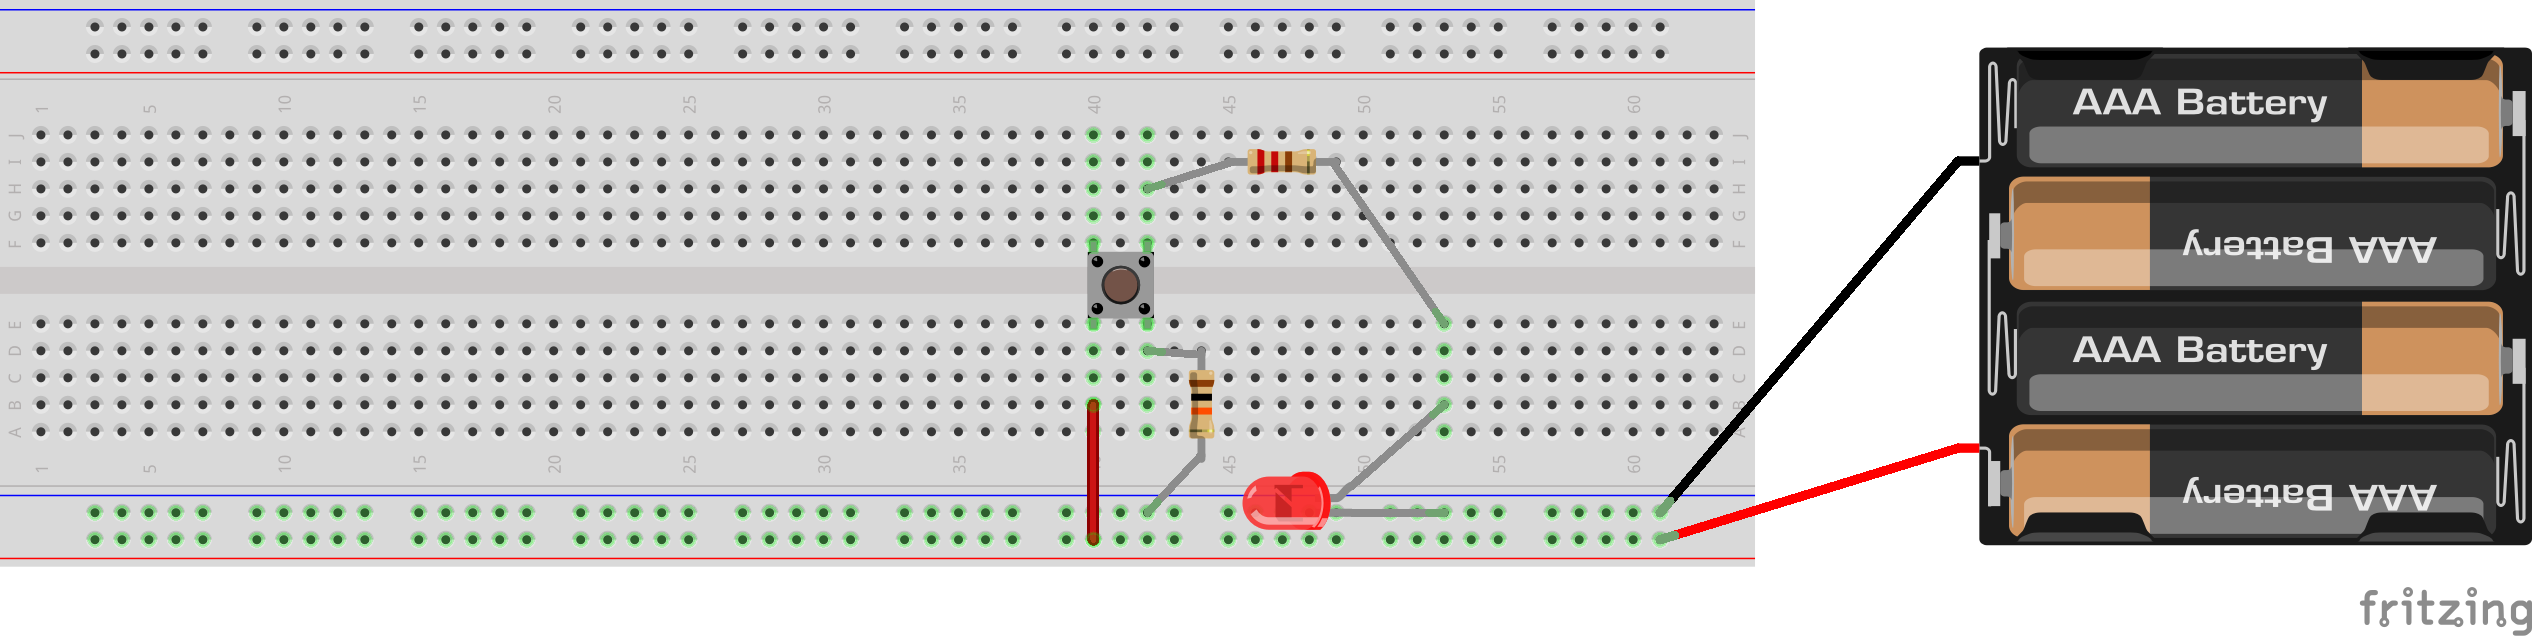 1 5 10 15 20 25 30 35 40 45 50 55 60
J J
I I
H H
G G
F F
E E
D D
C C
B B
A A
1 5 10 15 20 25 30 35 45 50 55 60
AAA Battery
AAA Battery
AAA Battery
AAA Battery
fritzing